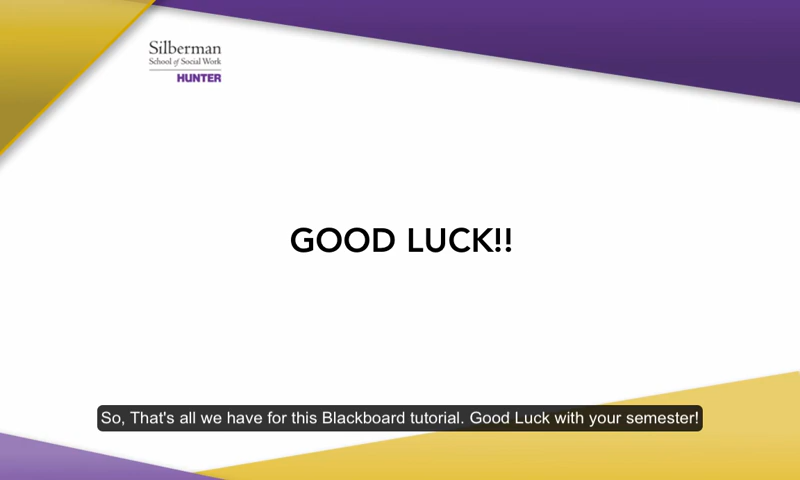 Silberman
School of Social Work
HUNTER
GOOD LUCK!!
So, That's all we have for this Blackboard tutorial. Good Luck with your semester!